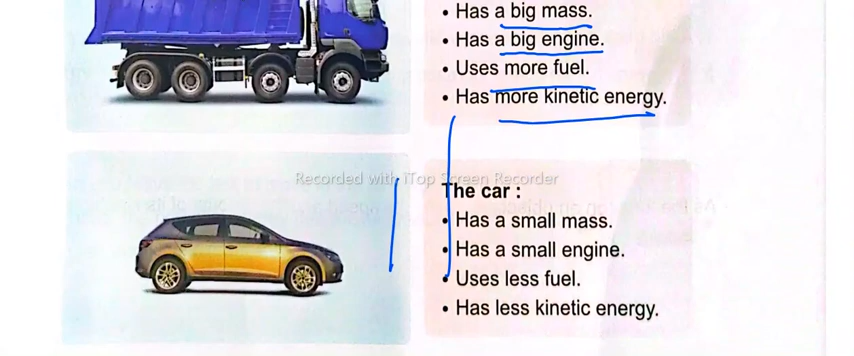 • Has a big mass.
• Has a big engine.
• Uses more fuel.
• Has more kinetic energy.
Recorded with iTop Screen Recorder
The car :
• Has a small mass.
• Has a small engine.
• Uses less fuel.
• Has less kinetic energy.